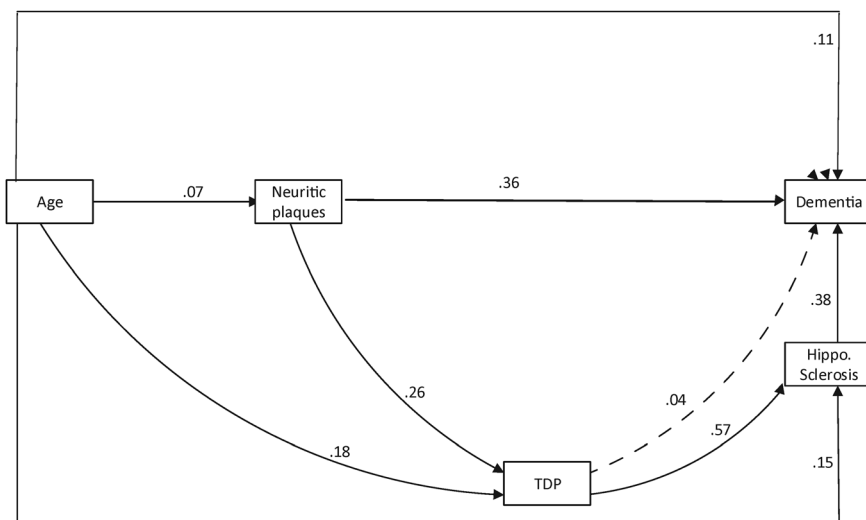 .11
Age
.07
Neuritic
plaques
.36
Dementia
.38
Hippo.
Sclerosis
.26
.04
.57
.18
.15
TDP